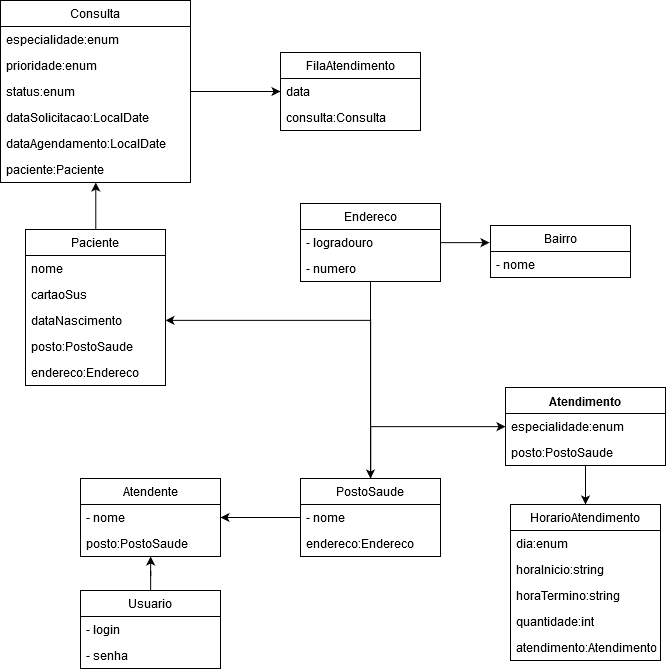 Consulta
especialidade:enum
prioridade:enum
status:enum
dataSolicitacao:LocalDate
dataAgendamento:LocalDate
paciente:Paciente
FilaAtendimento
data
consulta:Consulta
Endereco
- logradouro
- numero
Bairro
- nome
Paciente
nome
cartaoSus
dataNascimento
posto:PostoSaude
endereco:Endereco
Atendimento
especialidade:enum
posto:PostoSaude
Atendente
- nome
posto:PostoSaude
PostoSaude
- nome
endereco:Endereco
HorarioAtendimento
dia:enum
horaInicio:string
horaTermino:string
quantidade:int
atendimento:Atendimento
Usuario
- login
- senha